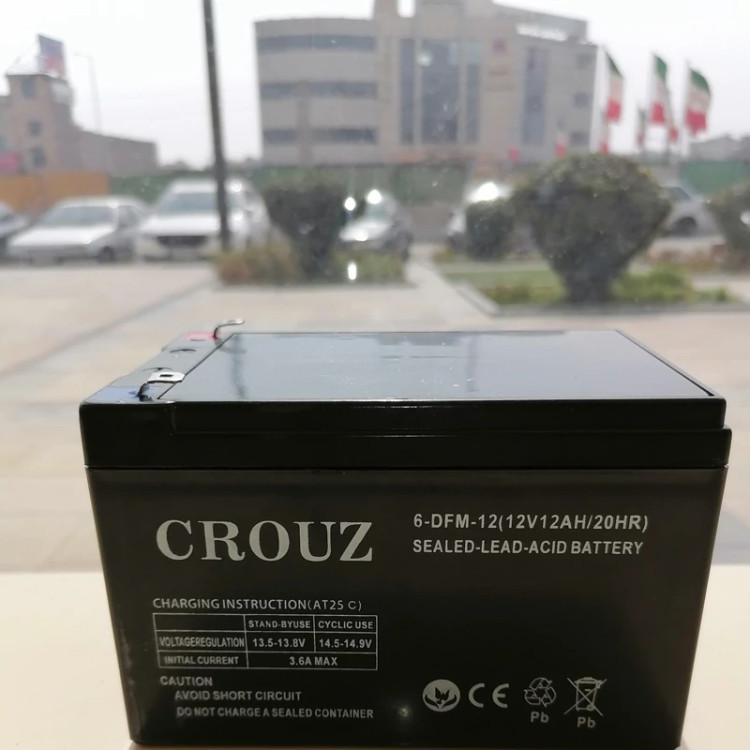 CROUZ
6-DFM-12(12V12AH/20HR)
SEALED-LEAD-ACID BATTERY
CHARGING INSTRUCTION(AT25 C)
STAND-BYUSE CYCLIC USE
VOLTAGEREGULATION 13.5-13.8V 14.5-14.9V
INITIAL CURRENT 3.6A MAX
CAUTION
AVOID SHORT CIRCUIT
DO NOT CHARGE A SEALED CONTAINER
CE
Pb Pb